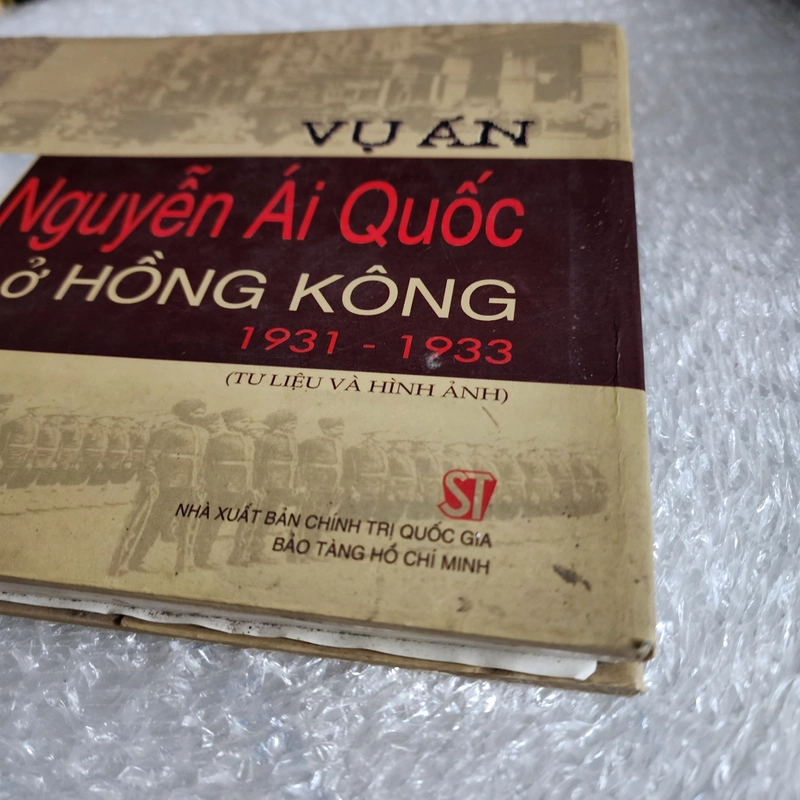 VỤ ÁN
Nguyễn Ái Quốc
ở HỒNG KÔNG
1931 - 1933
(TƯ LIỆU VÀ HÌNH ẢNH)
ST
NHÀ XUẤT BẢN CHÍNH TRỊ QUỐC GIA
BẢO TÀNG HỒ CHÍ MINH